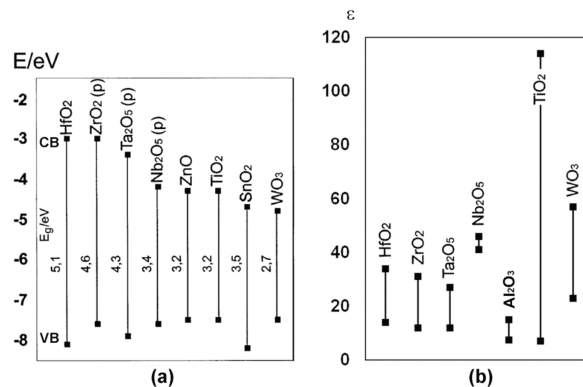 E/eV
-2
-3
-4
-5
-6
-7
-8
CB
VB
Eg/eV
HfO2
ZrO2 (p)
Ta2O5 (p)
Nb2O5 (p)
ZnO
TiO2
SnO2
WO3
5,1
4,6
4,3
3,4
3,2
3,2
3,5
2,7
(a)
ε
120
100
80
60
40
20
0
HfO2
ZrO2
Ta2O5
Nb2O5
Al2O3
TiO2
WO3
(b)